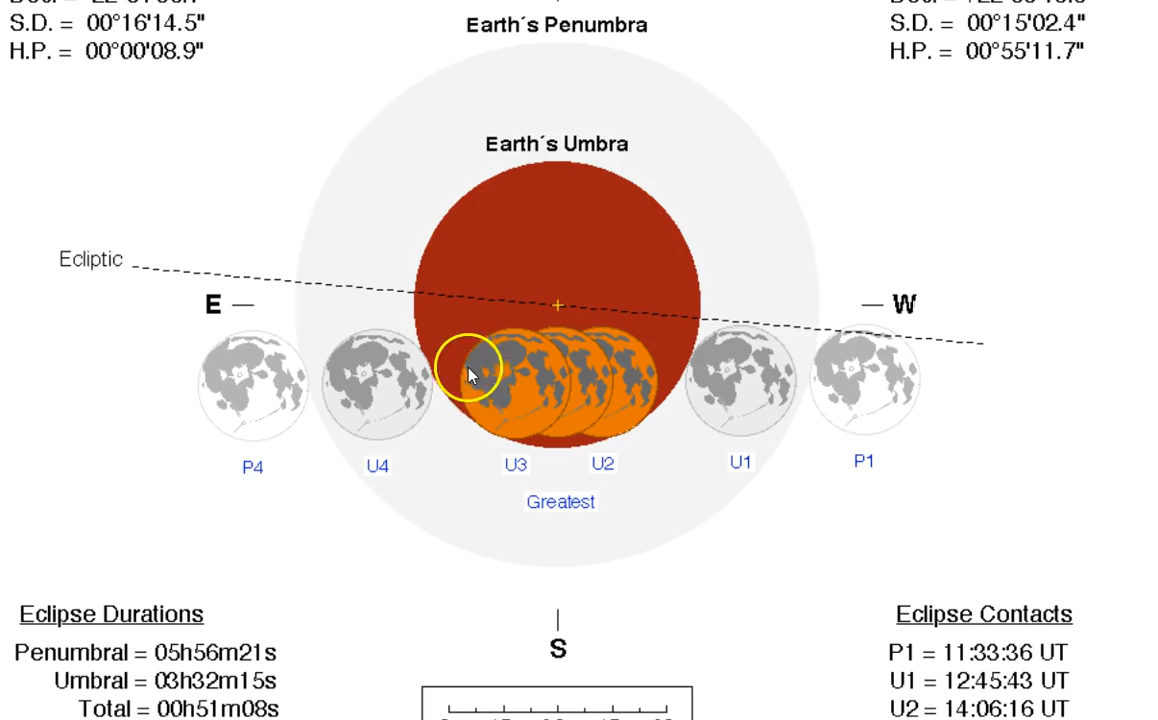 S.D. = 00°16'14.5"
H.P. = 00°00'08.9"
Earth´s Penumbra
S.D. = 00°15'02.4"
H.P. = 00°55'11.7"
Earth´s Umbra
Ecliptic
E
W
P4
U4
U3
U2
U1
P1
Greatest
S
Eclipse Durations
Penumbral = 05h56m21s
Umbral = 03h32m15s
Total = 00h51m08s
Eclipse Contacts
P1 = 11:33:36 UT
U1 = 12:45:43 UT
U2 = 14:06:16 UT